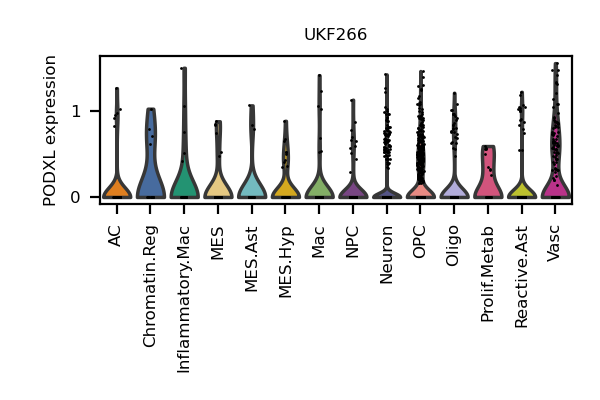 UKF266
PODXL expression
1
0
AC
Chromatin.Reg
Inflammatory.Mac
MES
MES.Ast
MES.Hyp
Mac
NPC
Neuron
OPC
Oligo
Prolif.Metab
Reactive.Ast
Vasc